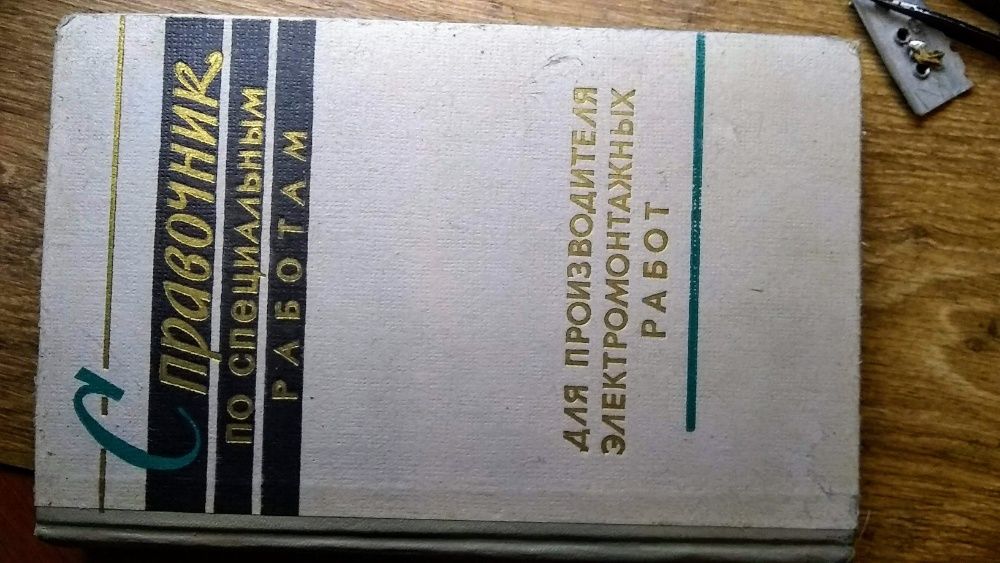 Справочник
ПО СПЕЦИАЛЬНЫМ
РАБОТАМ
ДЛЯ ПРОИЗВОДИТЕЛЯ
ЭЛЕКТРОМОНТАЖНЫХ
РАБОТ